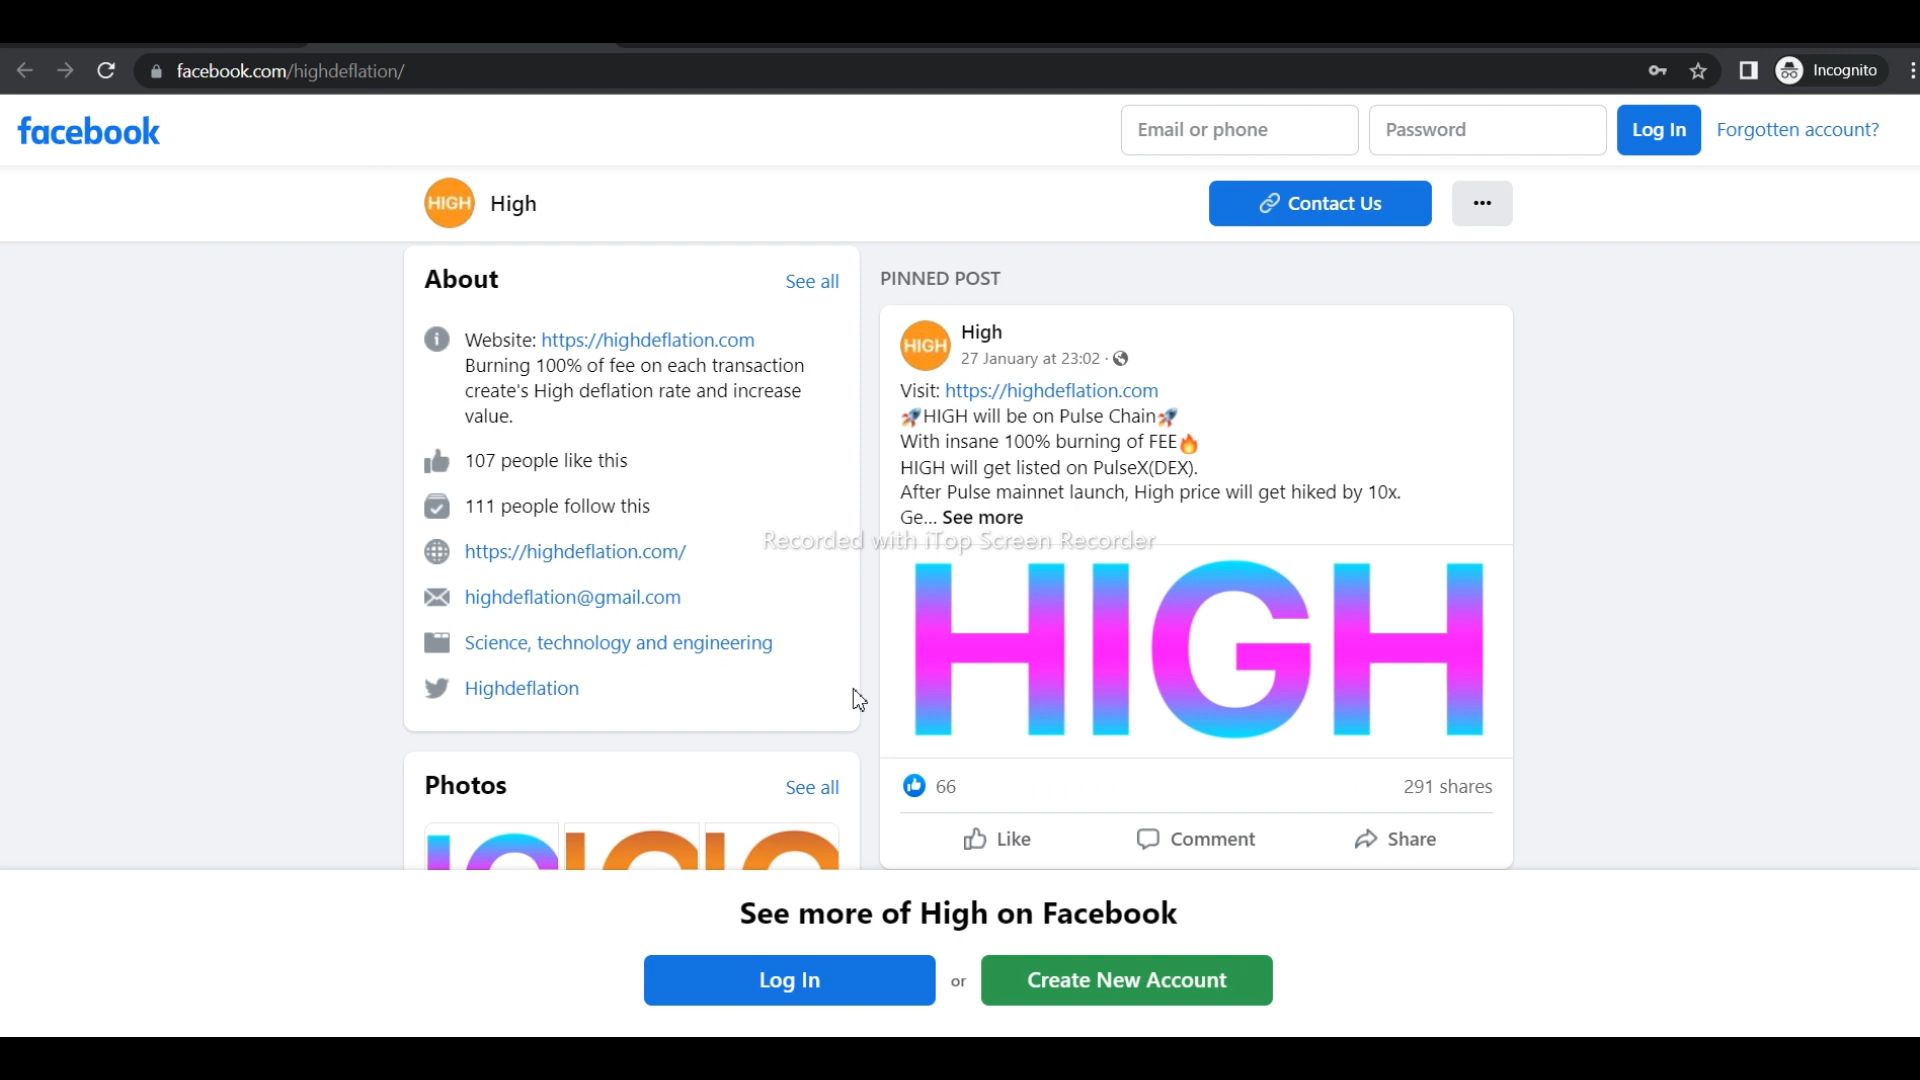 facebook.com/highdeflation/
Incognito
facebook
Email or phone
Password
Log In
Forgotten account?
HIGH
High
Contact Us
About
See all
Website: https://highdeflation.com
Burning 100% of fee on each transaction
create's High deflation rate and increase
value.
107 people like this
111 people follow this
https://highdeflation.com/
highdeflation@gmail.com
Science, technology and engineering
Highdeflation
Photos
See all
PINNED POST
HIGH
High
27 January at 23:02 ·
Visit: https://highdeflation.com
🚀HIGH will be on Pulse Chain🚀
With insane 100% burning of FEE🔥
HIGH will get listed on PulseX(DEX).
After Pulse mainnet launch, High price will get hiked by 10x.
Ge... See more
Recorded with iTop Screen Recorder
HIGH
66
291 shares
Like
Comment
Share
See more of High on Facebook
Log In
or
Create New Account